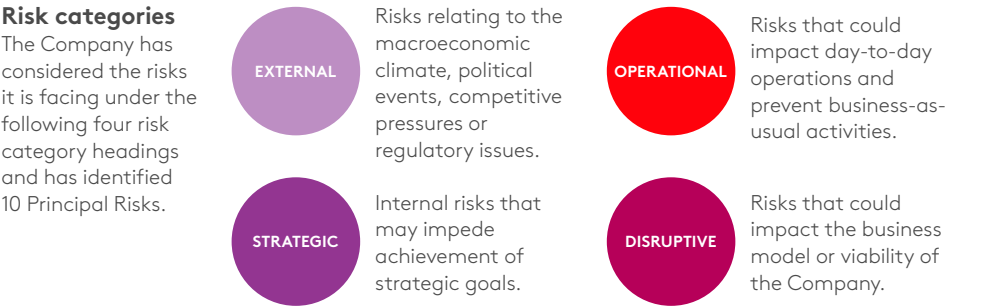 Risk categories
The Company has
considered the risks
it is facing under the
following four risk
category headings
and has identified
10 Principal Risks.
EXTERNAL
Risks relating to the
macroeconomic
climate, political
events, competitive
pressures or
regulatory issues.
OPERATIONAL
Risks that could
impact day-to-day
operations and
prevent business-as-
usual activities.
STRATEGIC
Internal risks that
may impede
achievement of
strategic goals.
DISRUPTIVE
Risks that could
impact the business
model or viability of
the Company.